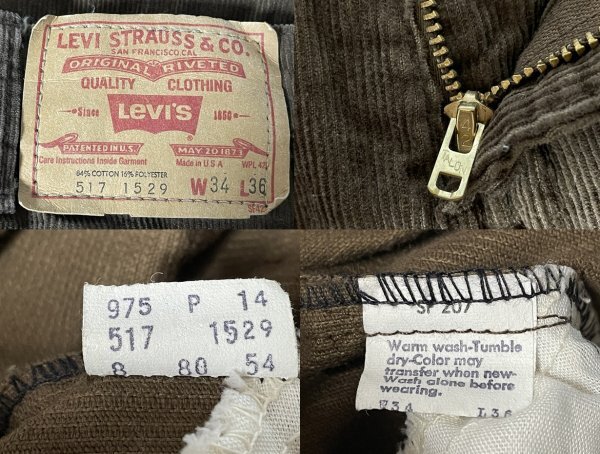 LEVI STRAUSS & CO.
SAN FRANCISCO, CAL.
ORIGINAL RIVETED
QUALITY CLOTHING
Since LEVI'S 1850
PATENTED IN U.S. MAY 20 1873
Care Instructions Inside Garment Made in U S A WPL 42
84% COTTON 16% POLYESTER
517 1529 W34 L36
SF42
42
TALON
975 P 14
517 1529
8 80 54
SF 207
Warm wash-Tumble
dry-Color may
transfer when new-
Wash alone before
wearing.
L36